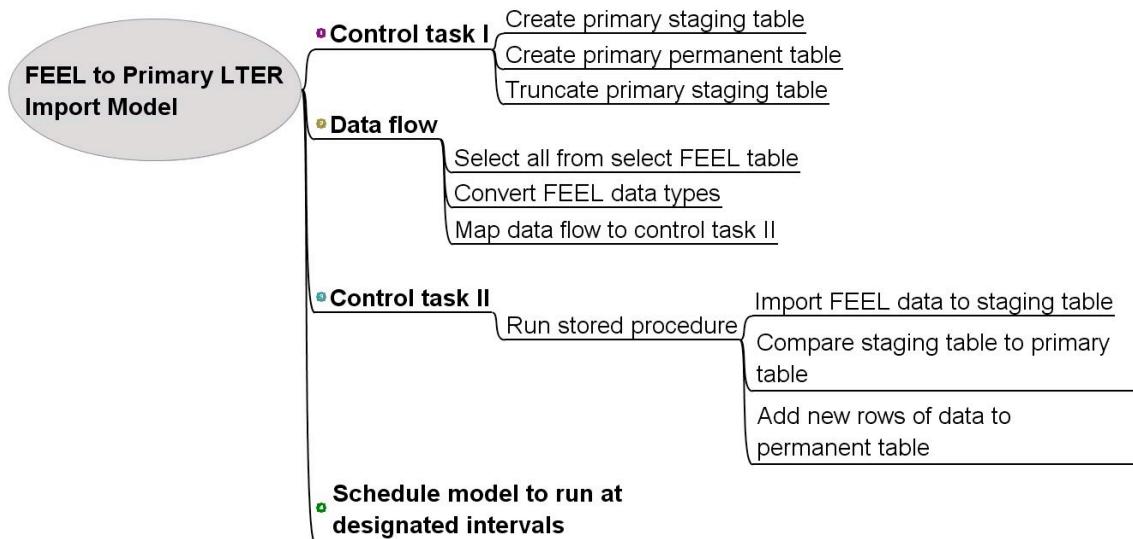 FEEL to Primary LTER
Import Model
Control task I
Create primary staging table
Create primary permanent table
Truncate primary staging table
Data flow
Select all from select FEEL table
Convert FEEL data types
Map data flow to control task II
Control task II
Run stored procedure
Import FEEL data to staging table
Compare staging table to primary
table
Add new rows of data to
permanent table
Schedule model to run at
designated intervals